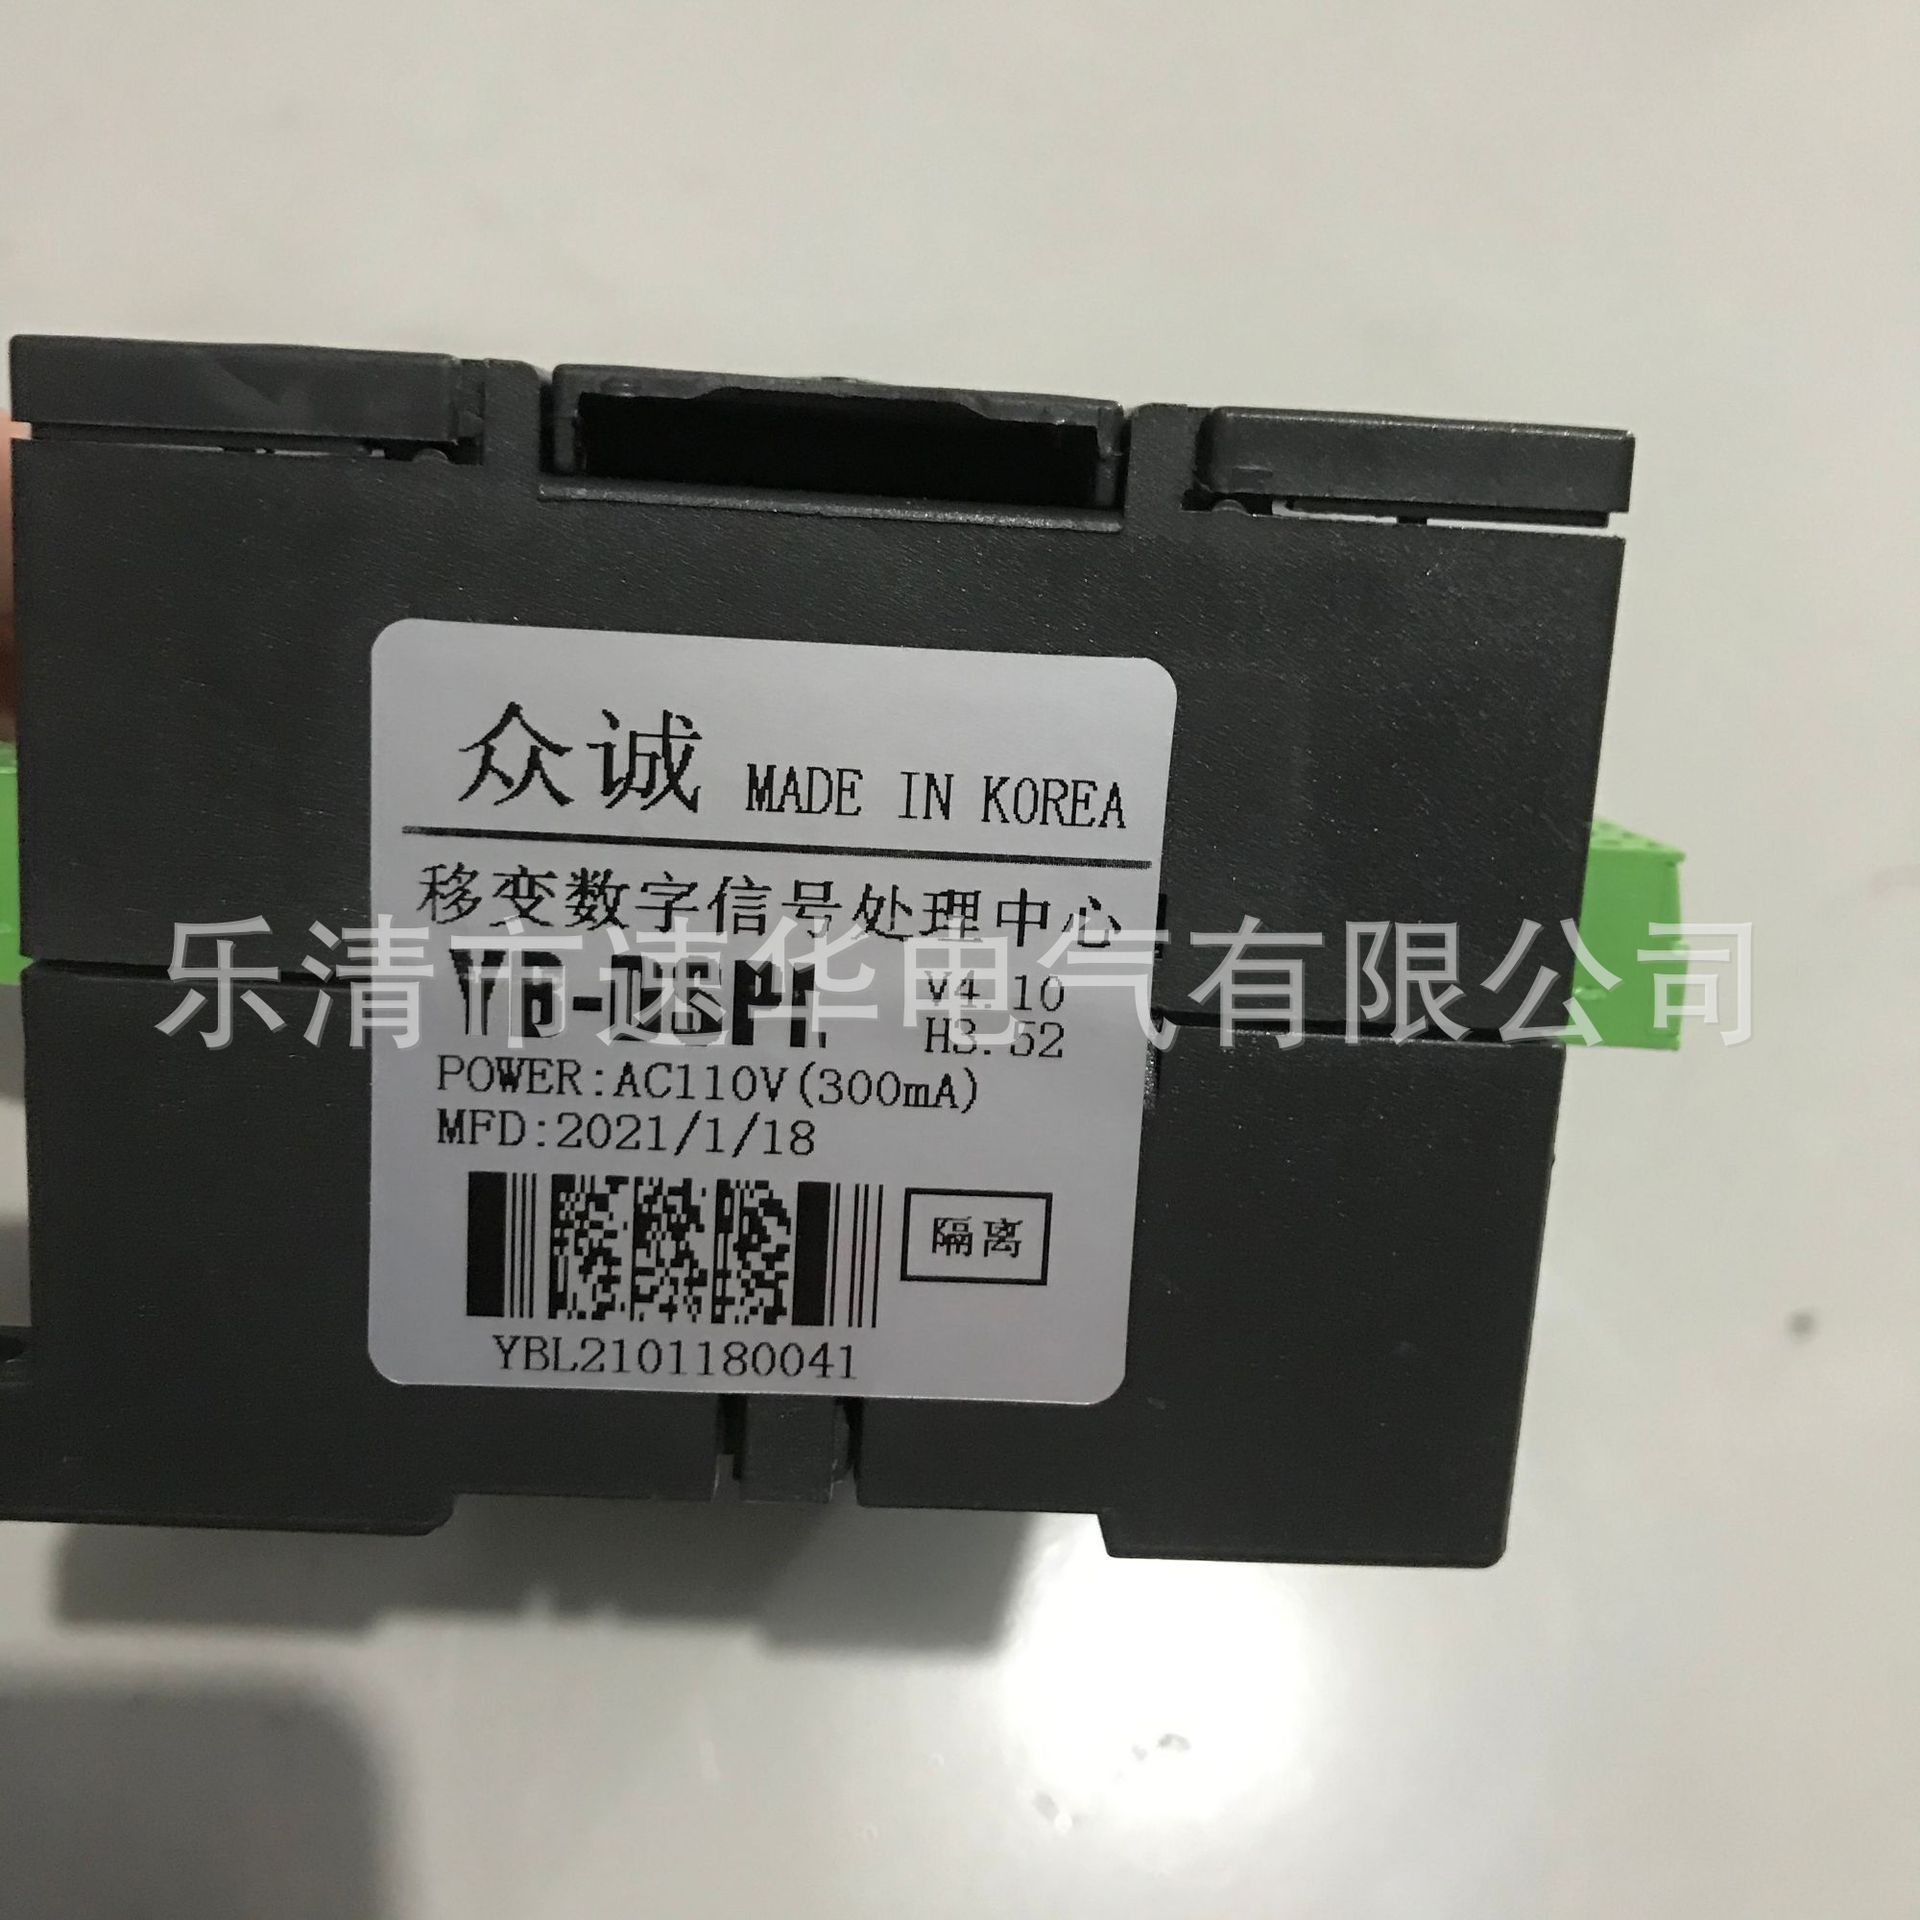 众诚 MADE IN KOREA
移变数字信号处理中心
V4.10
H3.52
POWER:AC110V(300mA)
MFD:2021/1/18
隔离
YBL2101180041
乐清市速华电气有限公司